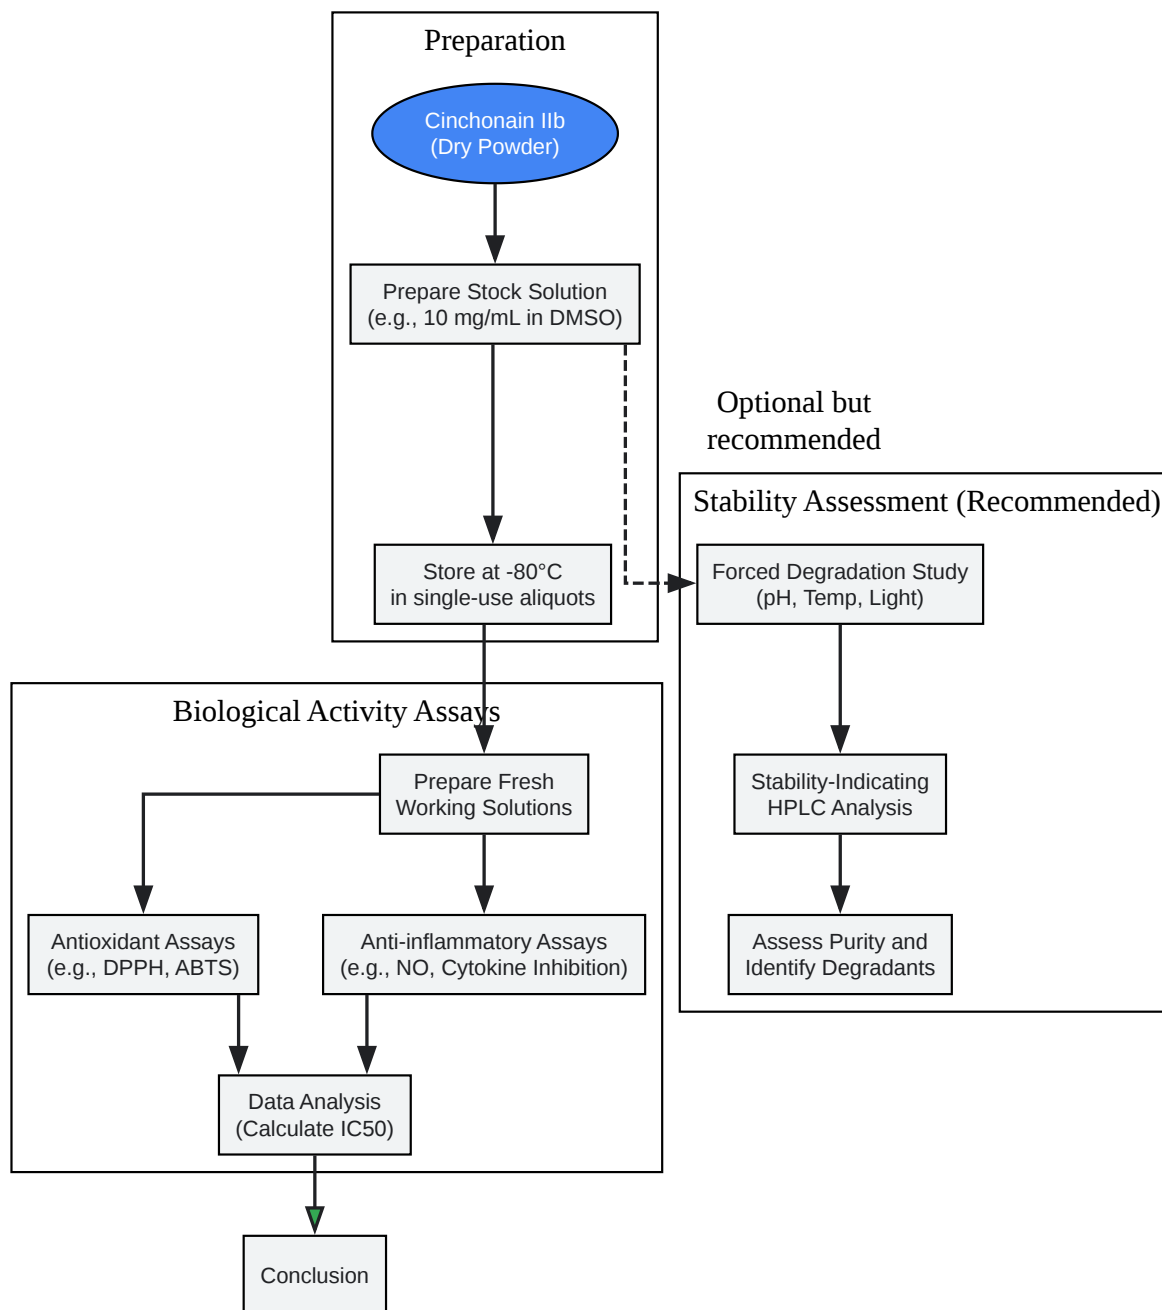 Preparation
Cinchonain IIb
(Dry Powder)
Prepare Stock Solution
(e.g., 10 mg/mL in DMSO)
Store at -80°C
in single-use aliquots
Optional but
recommended
Stability Assessment (Recommended)
Forced Degradation Study
(pH, Temp, Light)
Stability-Indicating
HPLC Analysis
Assess Purity and
Identify Degradants
Biological Activity Assays
Prepare Fresh
Working Solutions
Antioxidant Assays
(e.g., DPPH, ABTS)
Anti-inflammatory Assays
(e.g., NO, Cytokine Inhibition)
Data Analysis
(Calculate IC50)
Conclusion